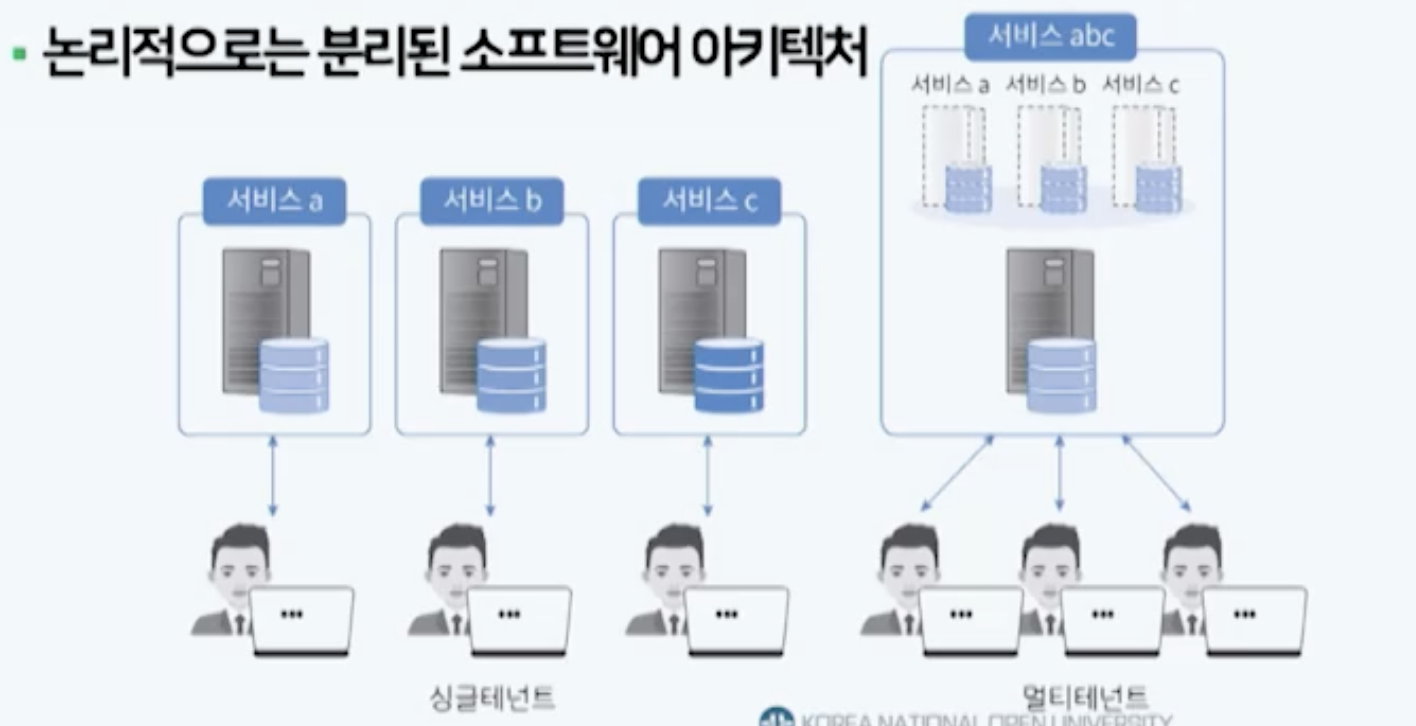 ▪ 논리적으로는 분리된 소프트웨어 아키텍처
서비스 abc
서비스 a 서비스 b 서비스 c
서비스 a
서비스 b
서비스 c
싱글테넌트
멀티테넌트
KOREA NATIONAL OPEN UNIVERSITY